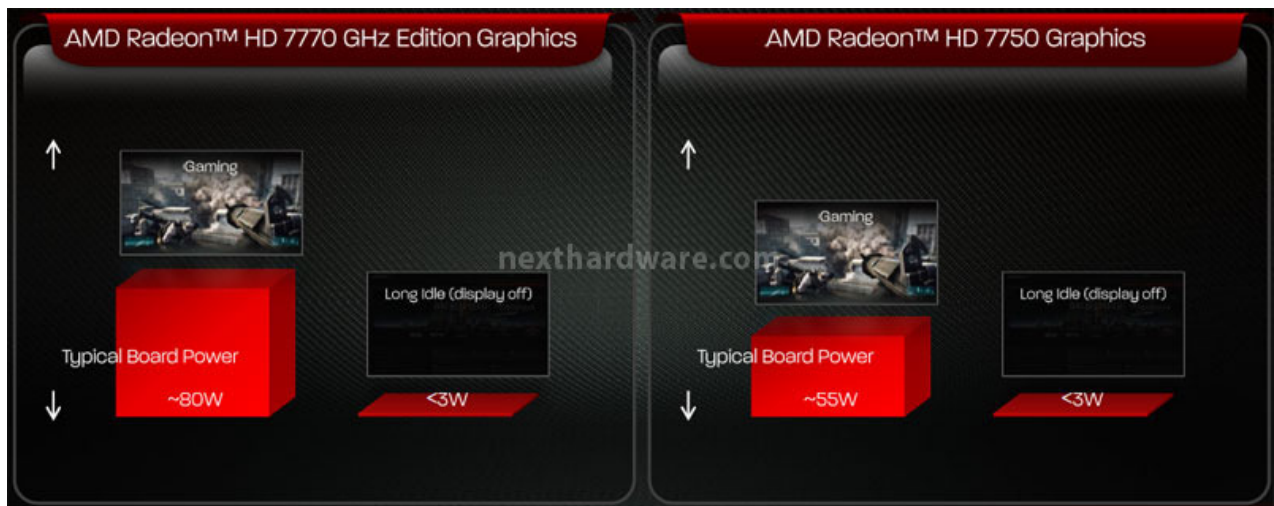 AMD Radeon™ HD 7770 GHz Edition Graphics
Gaming
Long Idle (display off)
Typical Board Power
~80W
<3W
AMD Radeon™ HD 7750 Graphics
Gaming
Long Idle (display off)
Typical Board Power
~55W
<3W
nexthardware.com